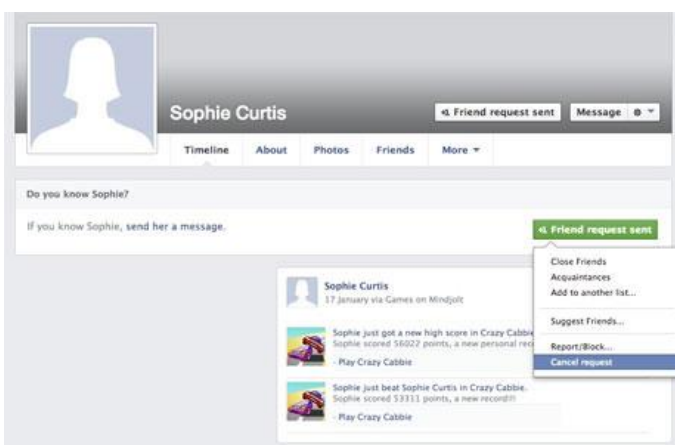 Sophie Curtis
Friend request sent
Message
Timeline About Photos Friends More
Do you know Sophie?
If you know Sophie, send her a message.
Friend request sent
Close Friends
Acquaintances
Add to another list...
Suggest Friends...
Report/Block...
Cancel request
Sophie Curtis
17 January via Games on Mindjolt
Sophie just got a new high score in Crazy Cabbie
Sophie scored 56022 points, a new personal rec
· Play Crazy Cabbie
Sophie just beat Sophie Curtis in Crazy Cabbie.
Sophie scored 53311 points, a new record!!!
· Play Crazy Cabbie